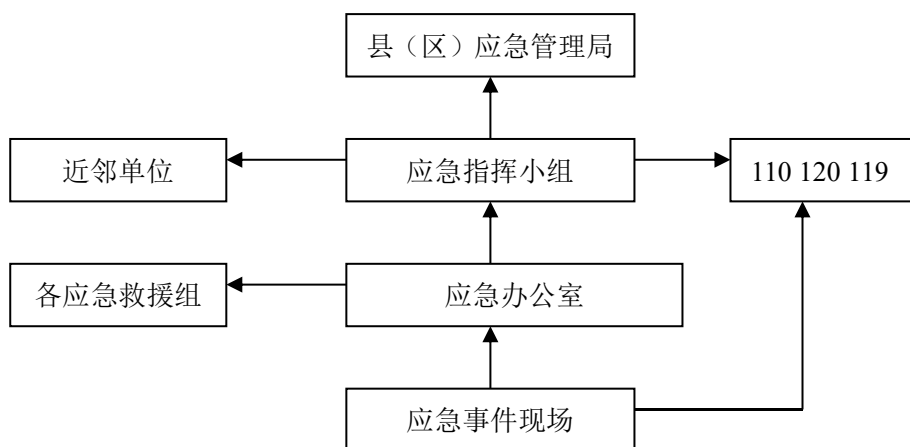 县（区）应急管理局
近邻单位
应急指挥小组
110 120 119
各应急救援组
应急办公室
应急事件现场